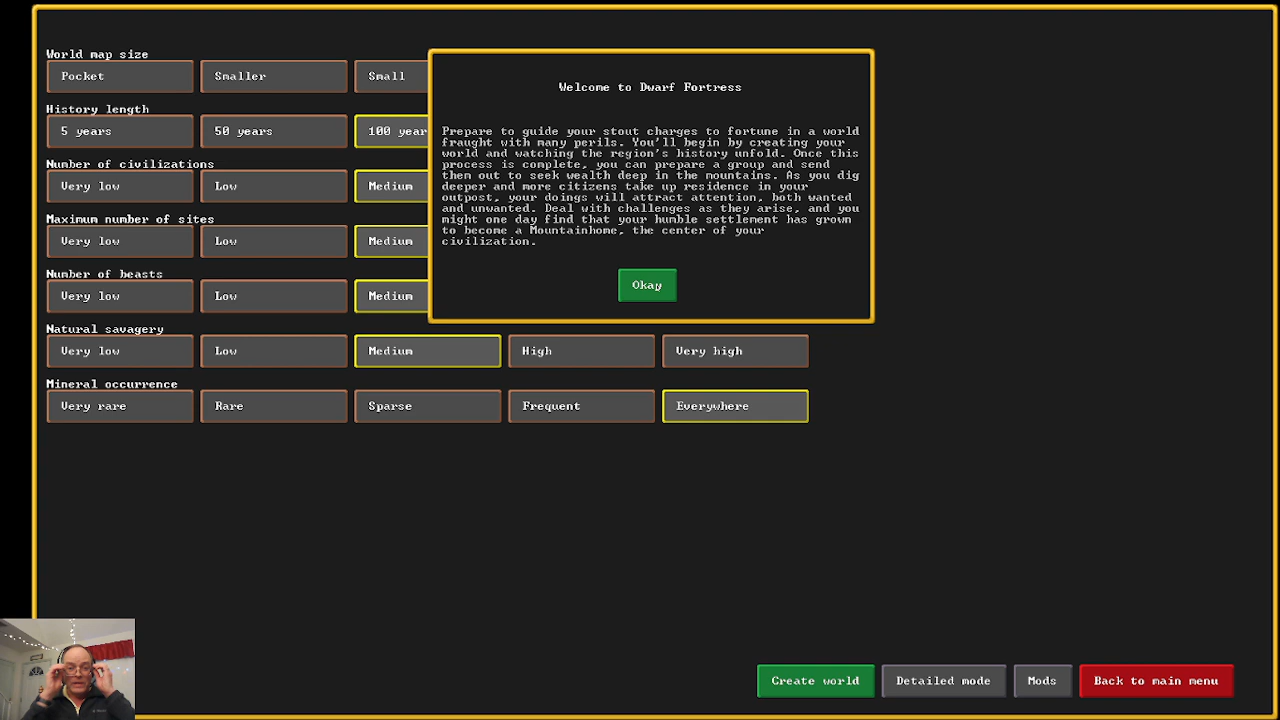 World map size
Pocket Smaller Small
History length
5 years 50 years 100 year
Number of civilizations
Very low Low Medium
Maximum number of sites
Very low Low Medium
Number of beasts
Very low Low Medium
Natural savagery
Very low Low Medium High Very high
Mineral occurrence
Very rare Rare Sparse Frequent Everywhere
Welcome to Dwarf Fortress
Prepare to guide your stout charges to fortune in a world
fraught with many perils. You'll begin by creating your
world and watching the region's history unfold. Once this
process is complete, you can prepare a group and send
them out to seek wealth deep in the mountains. As you dig
deeper and more citizens take up residence in your
outpost, your doings will attract attention, both wanted
and unwanted. Deal with challenges as they arise, and you
might one day find that your humble settlement has grown
to become a Mountainhome, the center of your
civilization.
Okay
Create world Detailed mode Mods Back to main menu